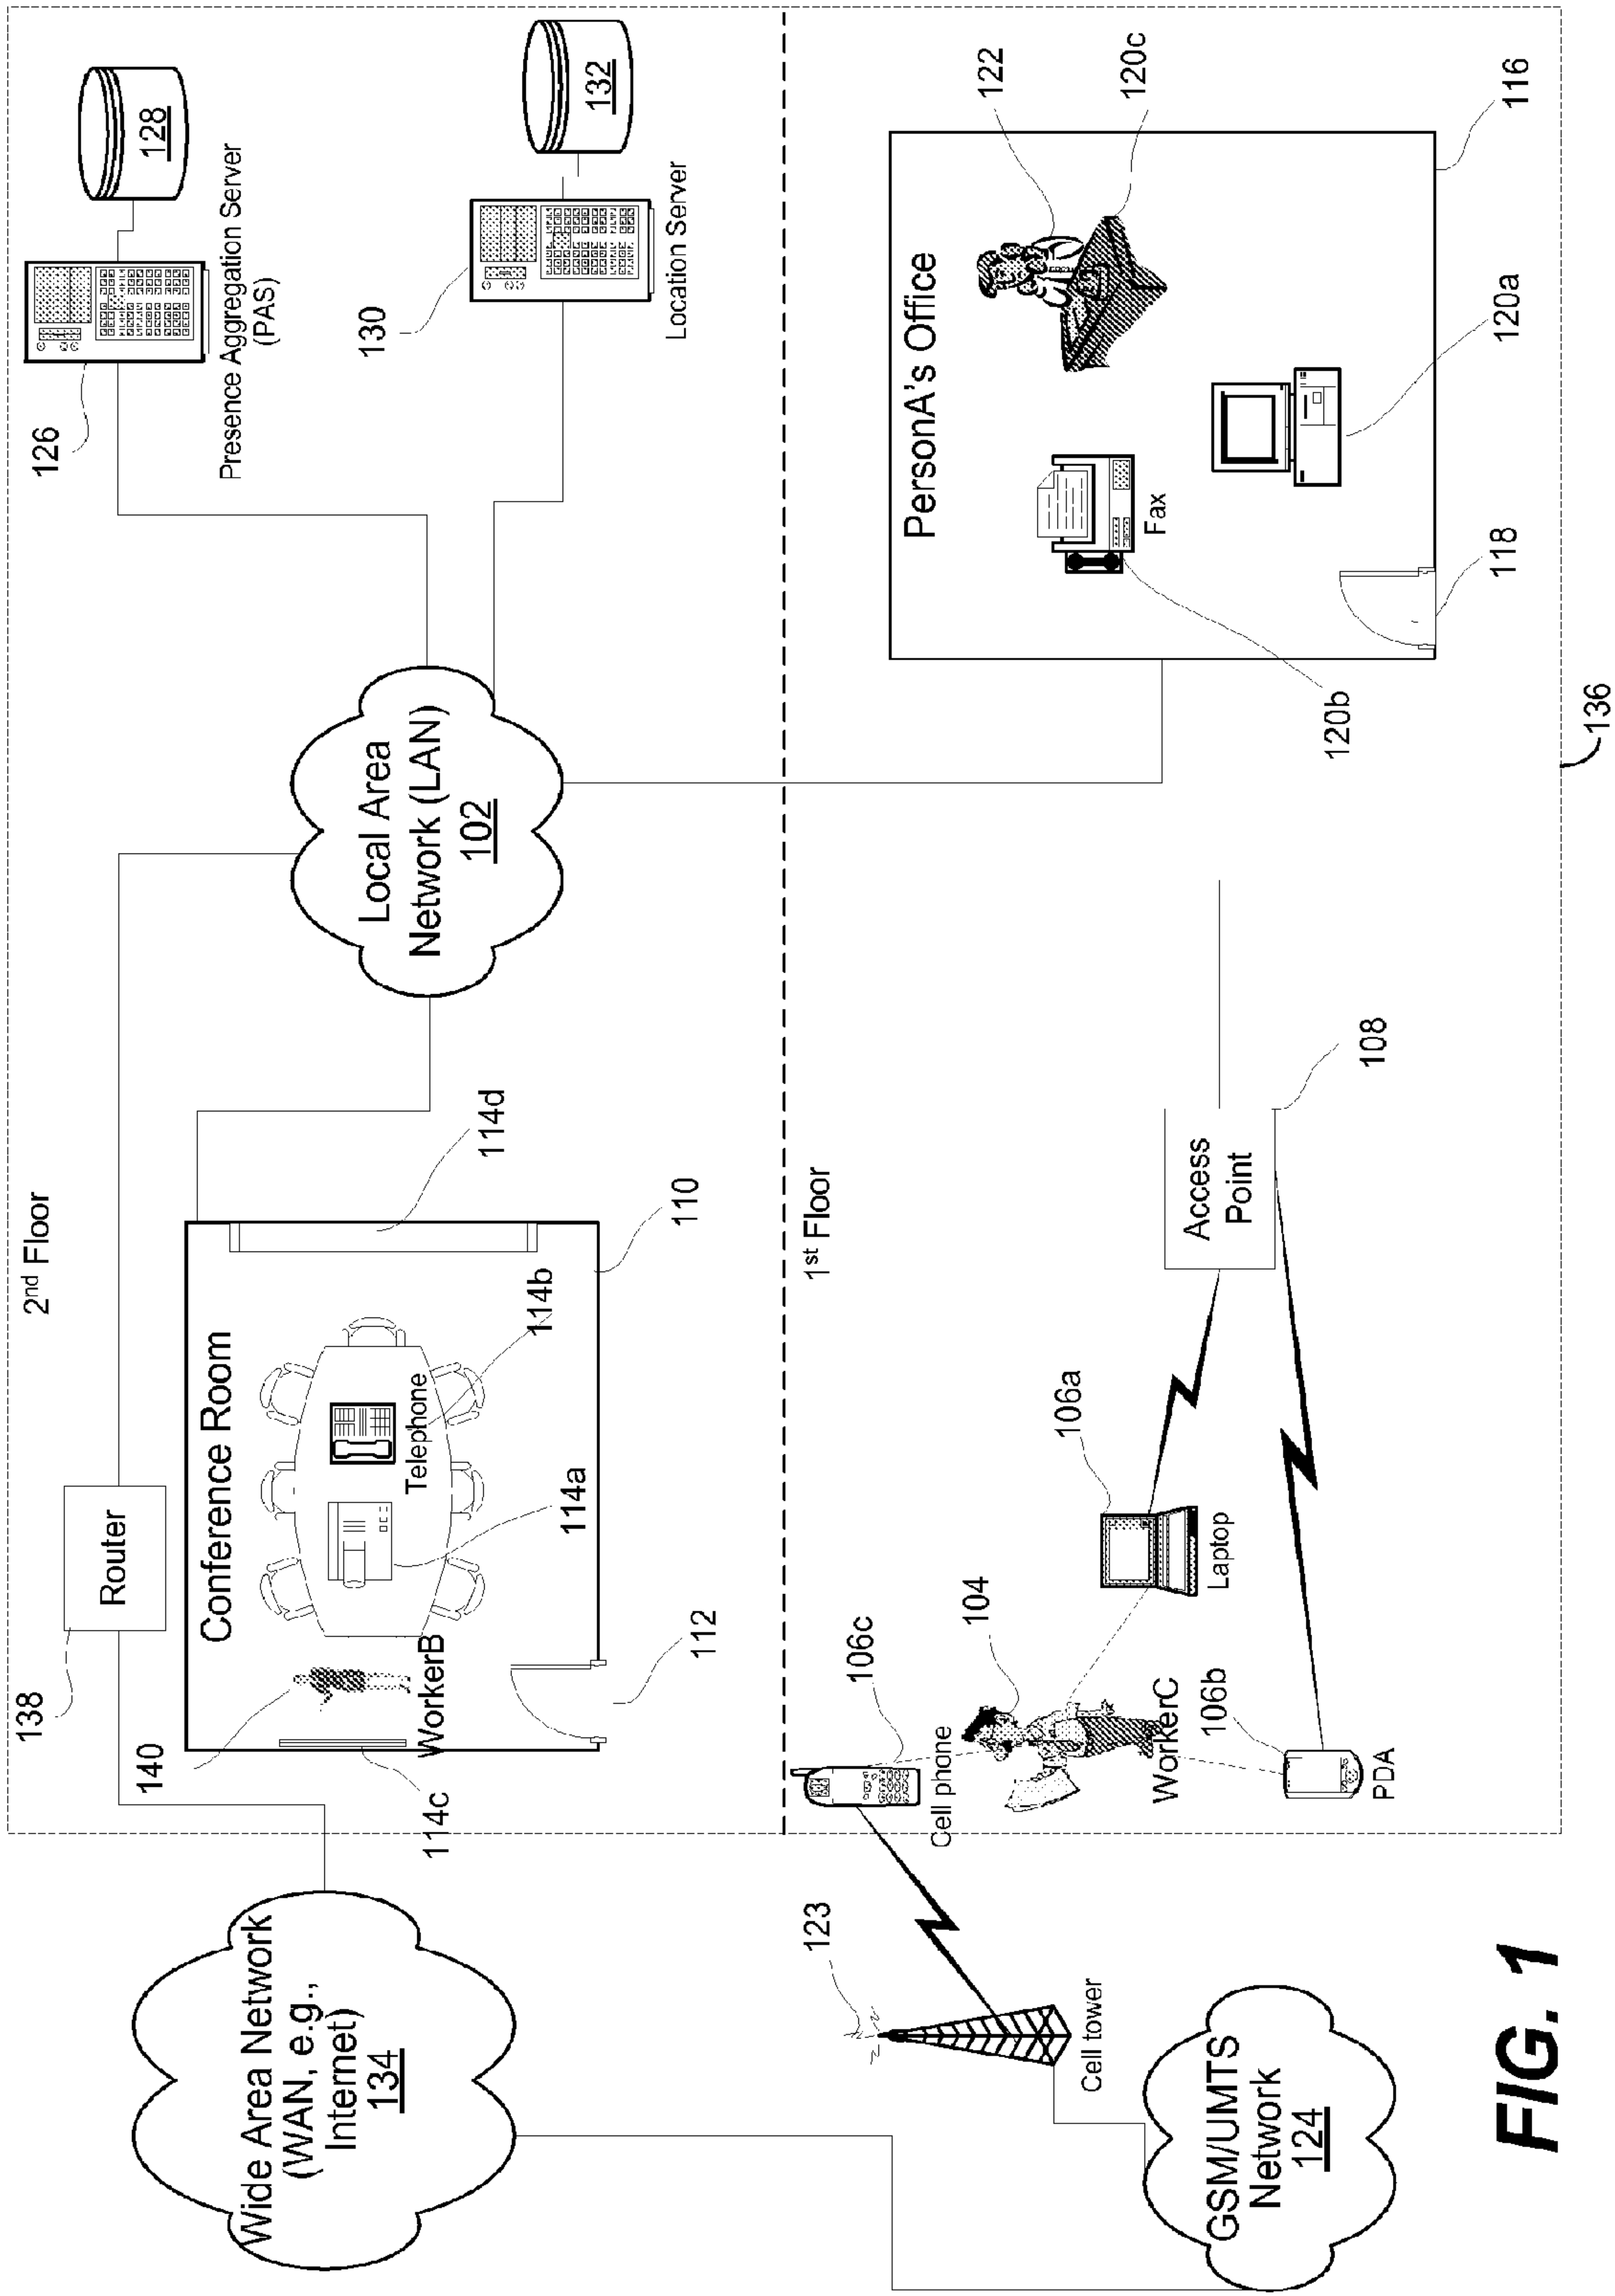 2nd Floor
Router
138
Wide Area Network
(WAN, e.g.,
Internet)
134
Conference Room
140
WorkerB
114c
Telephone
114a
114b
114d
110
112
Local Area
Network (LAN)
102
126
128
Presence Aggregation Server
(PAS)
130
132
Location Server
1st Floor
123
Cell tower
GSM/UMTS
Network
124
Cell phone
106c
104
WorkerC
106a
Laptop
106b
PDA
Access
Point
108
PersonA's Office
122
120c
Fax
120b
120a
118
116
136
FIG. 1